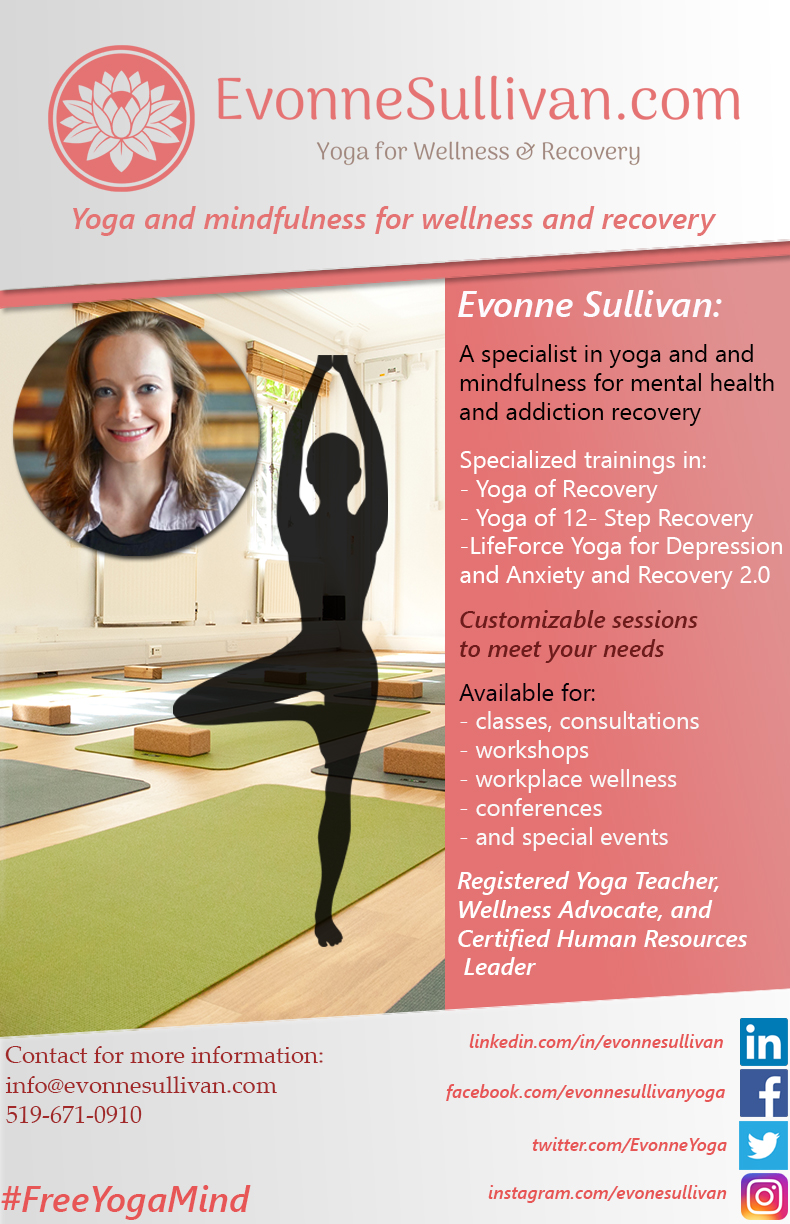 EvonneSullivan.com
Yoga for Wellness & Recovery
Yoga and mindfulness for wellness and recovery
Evonne Sullivan:
A specialist in yoga and and
mindfulness for mental health
and addiction recovery
Specialized trainings in:
- Yoga of Recovery
- Yoga of 12- Step Recovery
-LifeForce Yoga for Depression
and Anxiety and Recovery 2.0
Customizable sessions
to meet your needs
Available for:
- classes, consultations
- workshops
- workplace wellness
- conferences
- and special events
Registered Yoga Teacher,
Wellness Advocate, and
Certified Human Resources
Leader
Contact for more information:
info@evonnesullivan.com
519-671-0910
#FreeYogaMind
linkedin.com/in/evonnesullivan
in
facebook.com/evonnesullivanyoga
f
twitter.com/EvonneYoga
instagram.com/evonesullivan